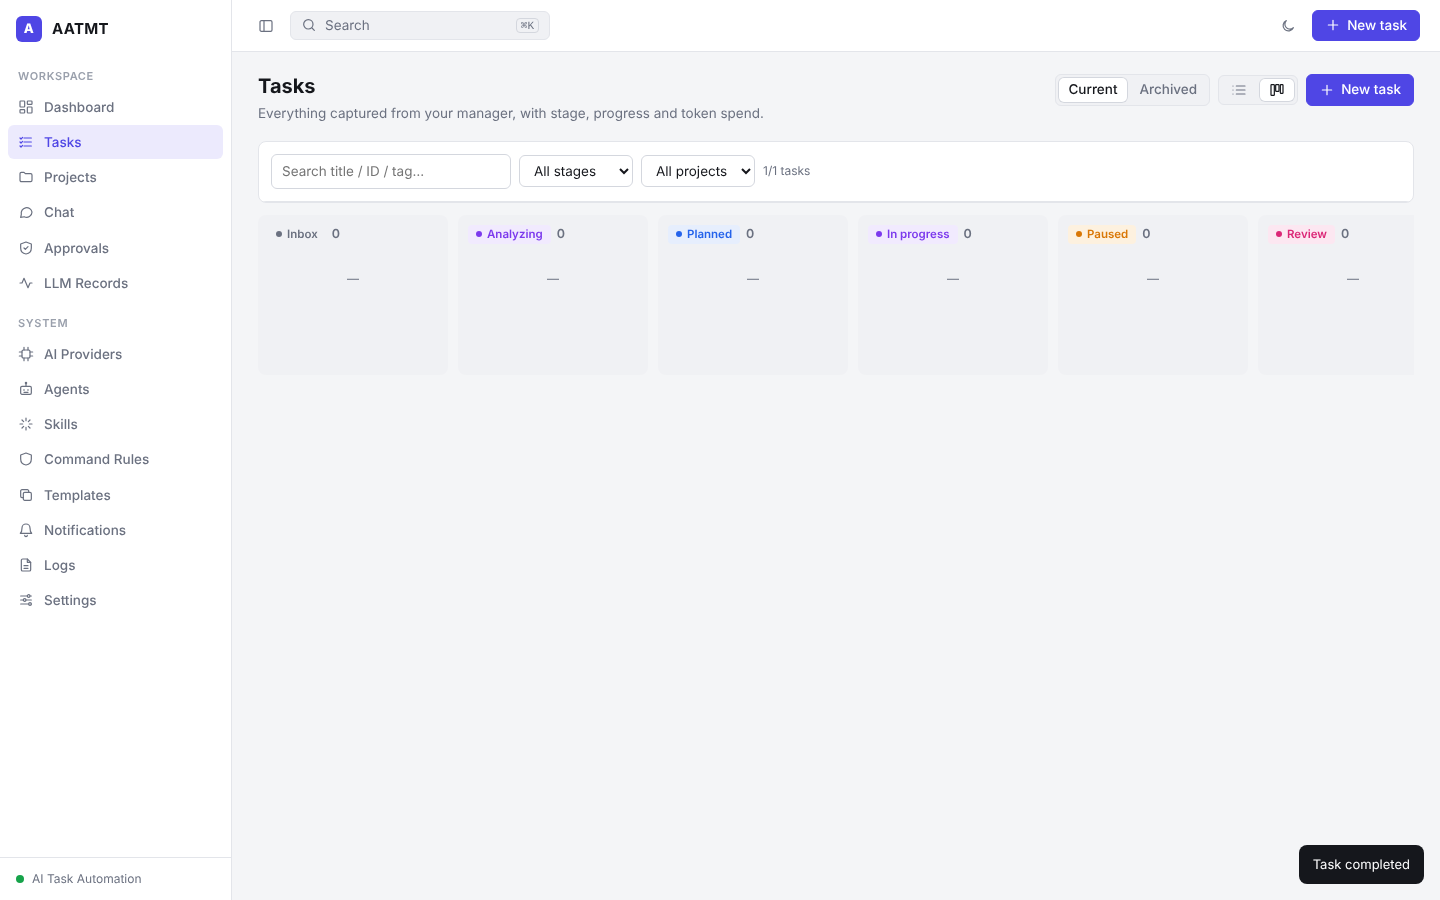 A AATMT
Search ⌘K
New task
WORKSPACE
Dashboard
Tasks
Projects
Chat
Approvals
LLM Records
SYSTEM
AI Providers
Agents
Skills
Command Rules
Templates
Notifications
Logs
Settings
AI Task Automation
Tasks
Everything captured from your manager, with stage, progress and token spend.
Current Archived
New task
Search title / ID / tag...
All stages
All projects
1/1 tasks
Inbox 0
—
Analyzing 0
—
Planned 0
—
In progress 0
—
Paused 0
—
Review 0
—
Task completed